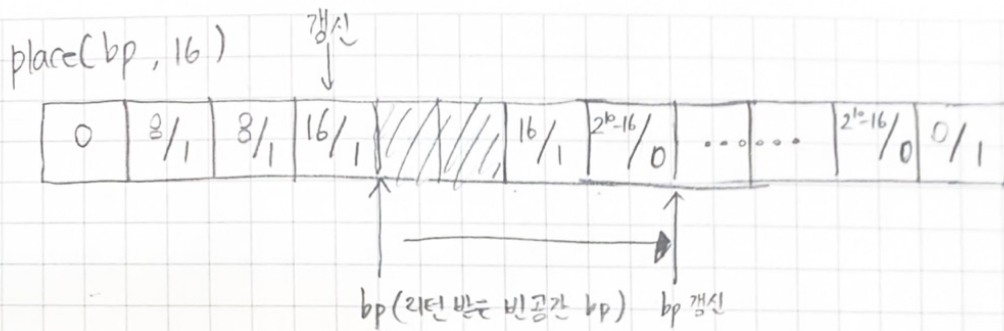 갱신
place(bp, 16)
0 8/1 8/1 16/1 16/1 2¹⁰-16/0 ...... 2¹⁰-16/0 0/1
bp(리턴 받는 빈공간 bp) bp 갱신